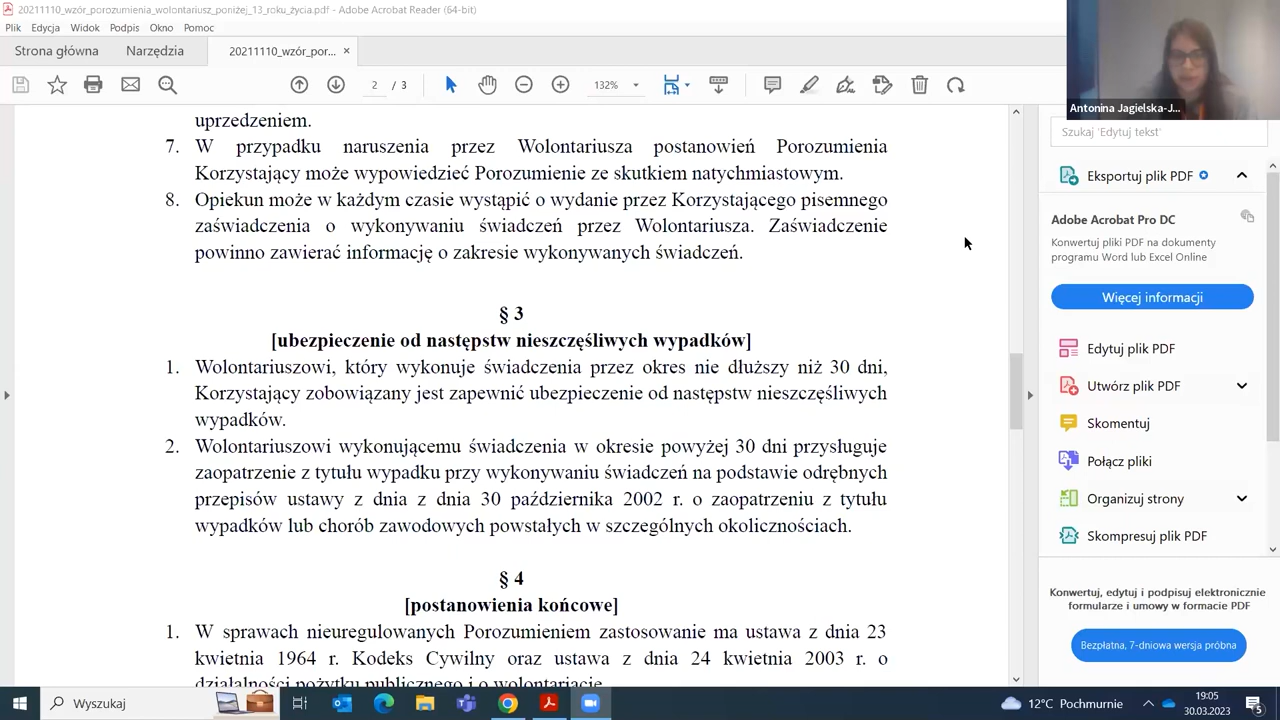 20211110_wzór_porozumienia_wolontariusz_poniżej_13_roku_życia.pdf - Adobe Acrobat Reader (64-bit)
Plik Edycja Widok Podpis Okno Pomoc
Strona główna Narzędzia 20211110_wzór_por... ×
2 / 3 132%
Antonina Jagielska-J...
uprzedzeniem.
7. W przypadku naruszenia przez Wolontariusza postanowień Porozumienia
Korzystający może wypowiedzieć Porozumienie ze skutkiem natychmiastowym.
8. Opiekun może w każdym czasie wystąpić o wydanie przez Korzystającego pisemnego
zaświadczenia o wykonywaniu świadczeń przez Wolontariusza. Zaświadczenie
powinno zawierać informację o zakresie wykonywanych świadczeń.
§ 3
[ubezpieczenie od następstw nieszczęśliwych wypadków]
1. Wolontariuszowi, który wykonuje świadczenia przez okres nie dłuższy niż 30 dni,
Korzystający zobowiązany jest zapewnić ubezpieczenie od następstw nieszczęśliwych
wypadków.
2. Wolontariuszowi wykonującemu świadczenia w okresie powyżej 30 dni przysługuje
zaopatrzenie z tytułu wypadku przy wykonywaniu świadczeń na podstawie odrębnych
przepisów ustawy z dnia z dnia 30 października 2002 r. o zaopatrzeniu z tytułu
wypadków lub chorób zawodowych powstałych w szczególnych okolicznościach.
§ 4
[postanowienia końcowe]
1. W sprawach nieuregulowanych Porozumieniem zastosowanie ma ustawa z dnia 23
kwietnia 1964 r. Kodeks Cywilny oraz ustawa z dnia 24 kwietnia 2003 r. o
działalności pożytku publicznego i o wolontariacie.
Szukaj 'Edytuj tekst'
Eksportuj plik PDF
Adobe Acrobat Pro DC
Konwertuj pliki PDF na dokumenty
programu Word lub Excel Online
Więcej informacji
Edytuj plik PDF
Utwórz plik PDF
Skomentuj
Połącz pliki
Organizuj strony
Skompresuj plik PDF
Konwertuj, edytuj i podpisuj elektronicznie
formularze i umowy w formacie PDF
Bezpłatna, 7-dniowa wersja próbna
Wyszukaj
12°C Pochmurnie
19:05
30.03.2023
5